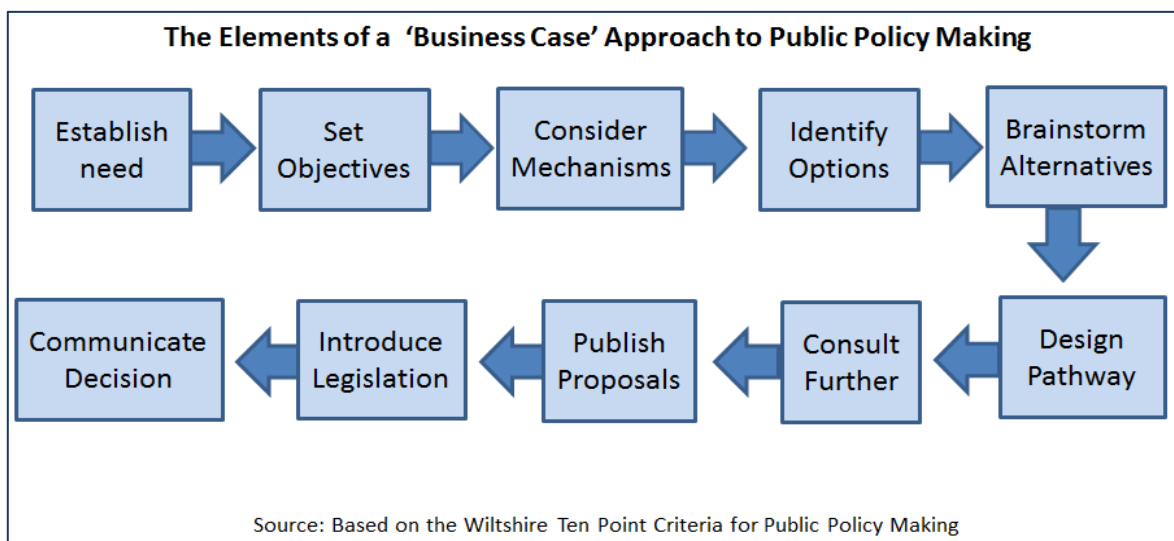 The Elements of a 'Business Case' Approach to Public Policy Making
Establish
need
Set
Objectives
Consider
Mechanisms
Identify
Options
Brainstorm
Alternatives
Design
Pathway
Consult
Further
Publish
Proposals
Introduce
Legislation
Communicate
Decision
Source: Based on the Wiltshire Ten Point Criteria for Public Policy Making